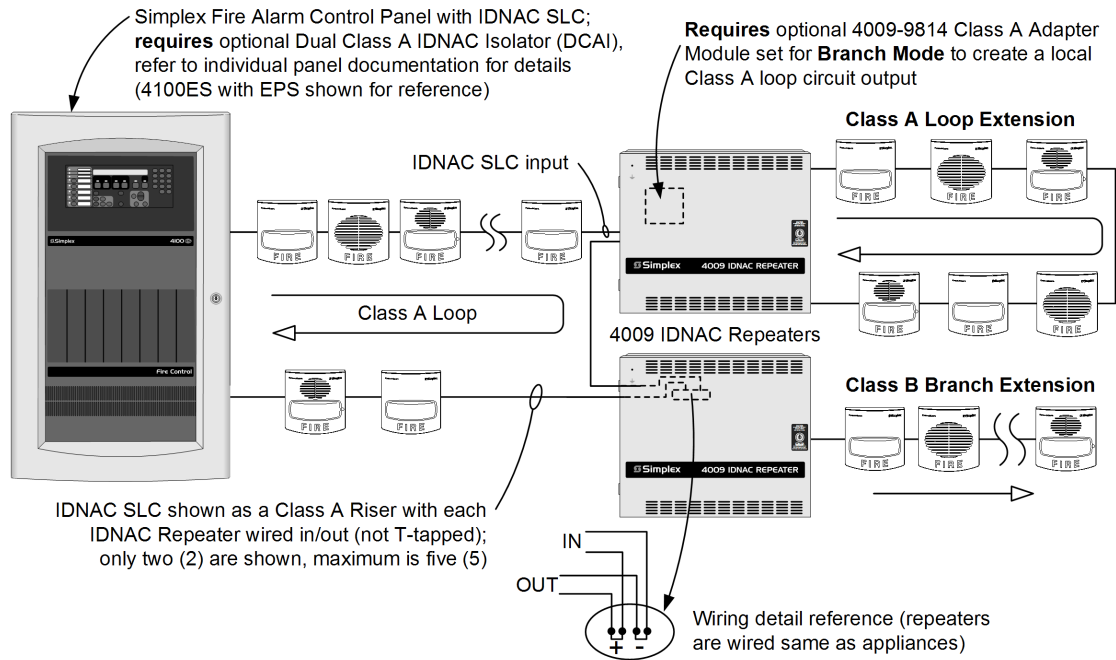 Simplex Fire Alarm Control Panel with IDNAC SLC;
requires optional Dual Class A IDNAC Isolator (DCAI),
refer to individual panel documentation for details
(4100ES with EPS shown for reference)
Requires optional 4009-9814 Class A Adapter
Module set for Branch Mode to create a local
Class A loop circuit output
Class A Loop Extension
IDNAC SLC input
FIRE
FIRE
FIRE
FIRE
FIRE
FIRE
FIRE
Simplex
4100
Simplex
4009 IDNAC REPEATER
FIRE
FIRE
FIRE
Class A Loop
4009 IDNAC Repeaters
Fire Control
FIRE
FIRE
Class B Branch Extension
FIRE
FIRE
FIRE
Simplex
4009 IDNAC REPEATER
IDNAC SLC shown as a Class A Riser with each
IDNAC Repeater wired in/out (not T-tapped);
only two (2) are shown, maximum is five (5)
IN
OUT
+ -
Wiring detail reference (repeaters
are wired same as appliances)